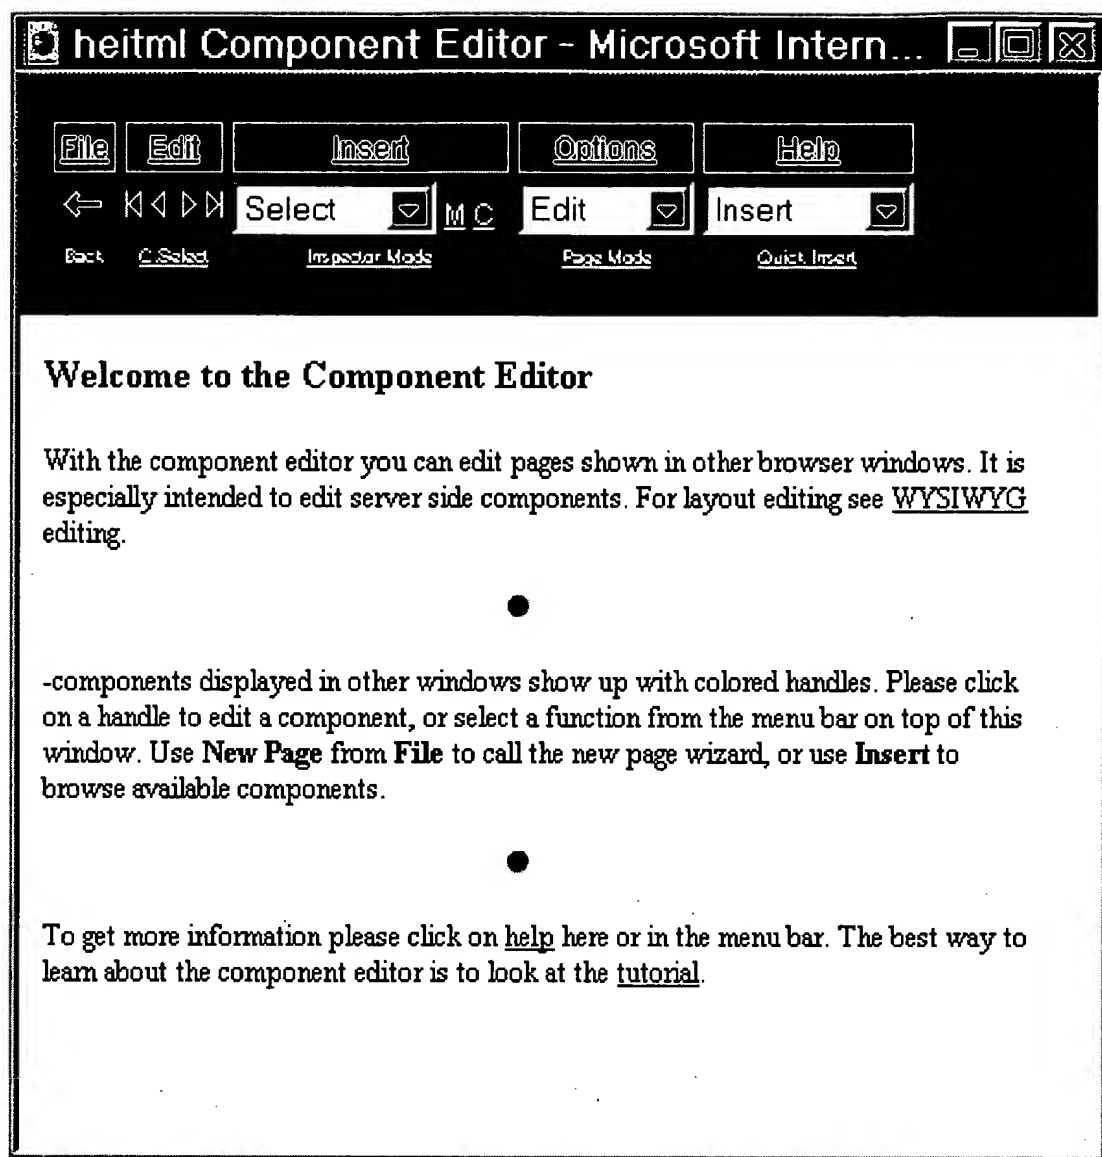 heitml Component Editor - Microsoft Intern...
File Edit Insert Options Help
Select M C Edit Insert
Back C.Select Inspector Mode Page Mode Quick Insert
Welcome to the Component Editor
With the component editor you can edit pages shown in other browser windows. It is
especially intended to edit server side components. For layout editing see WYSIWYG
editing.
-components displayed in other windows show up with colored handles. Please click
on a handle to edit a component, or select a function from the menu bar on top of this
window. Use New Page from File to call the new page wizard, or use Insert to
browse available components.
To get more information please click on help here or in the menu bar. The best way to
learn about the component editor is to look at the tutorial.